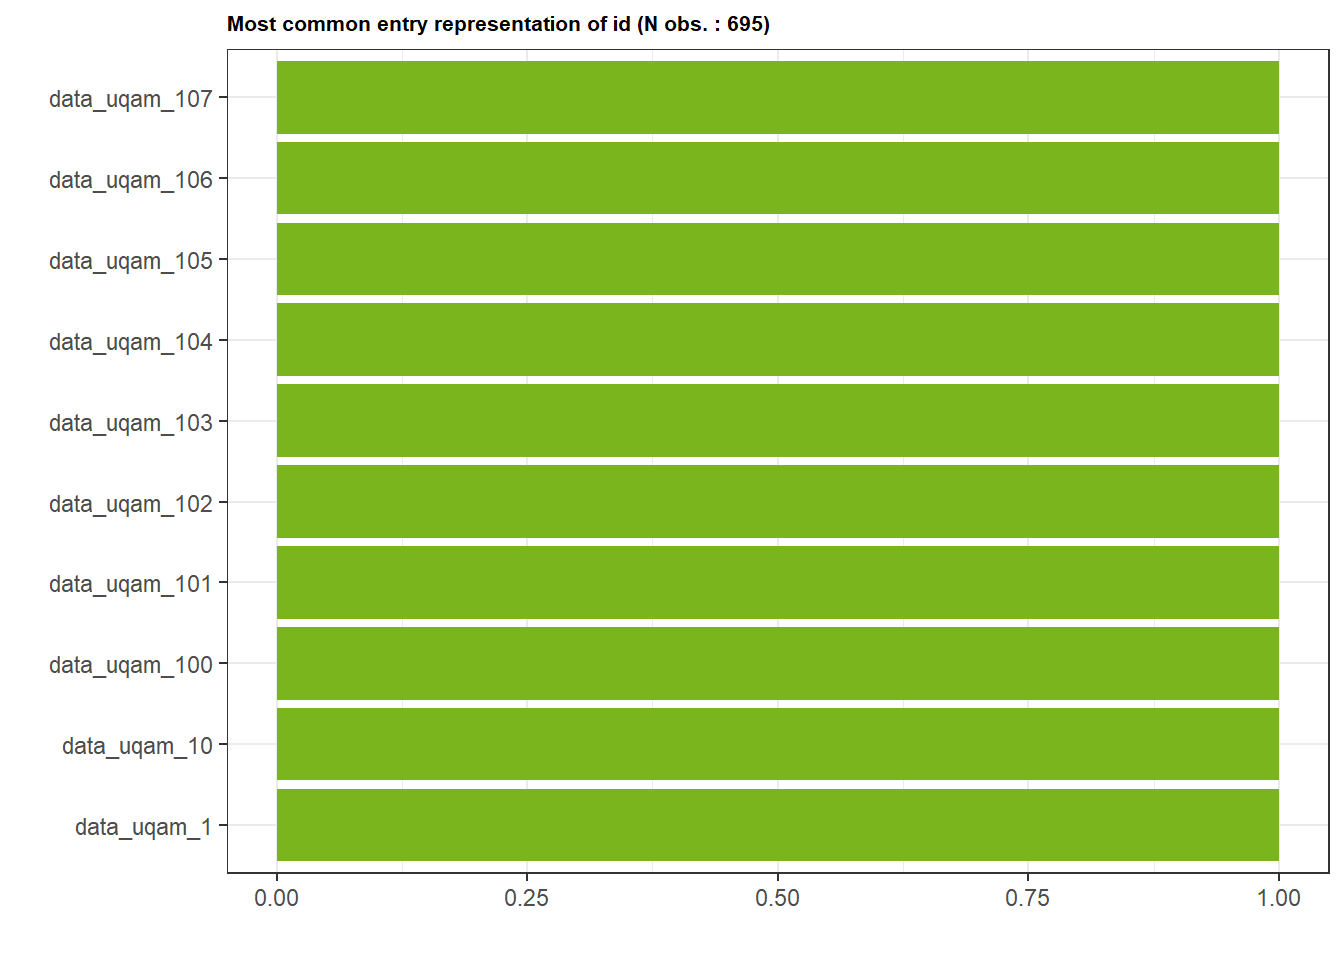 Most common entry representation of id (N obs. : 695)
data_uqam_107
data_uqam_106
data_uqam_105
data_uqam_104
data_uqam_103
data_uqam_102
data_uqam_101
data_uqam_100
data_uqam_10
data_uqam_1
0.00 0.25 0.50 0.75 1.00